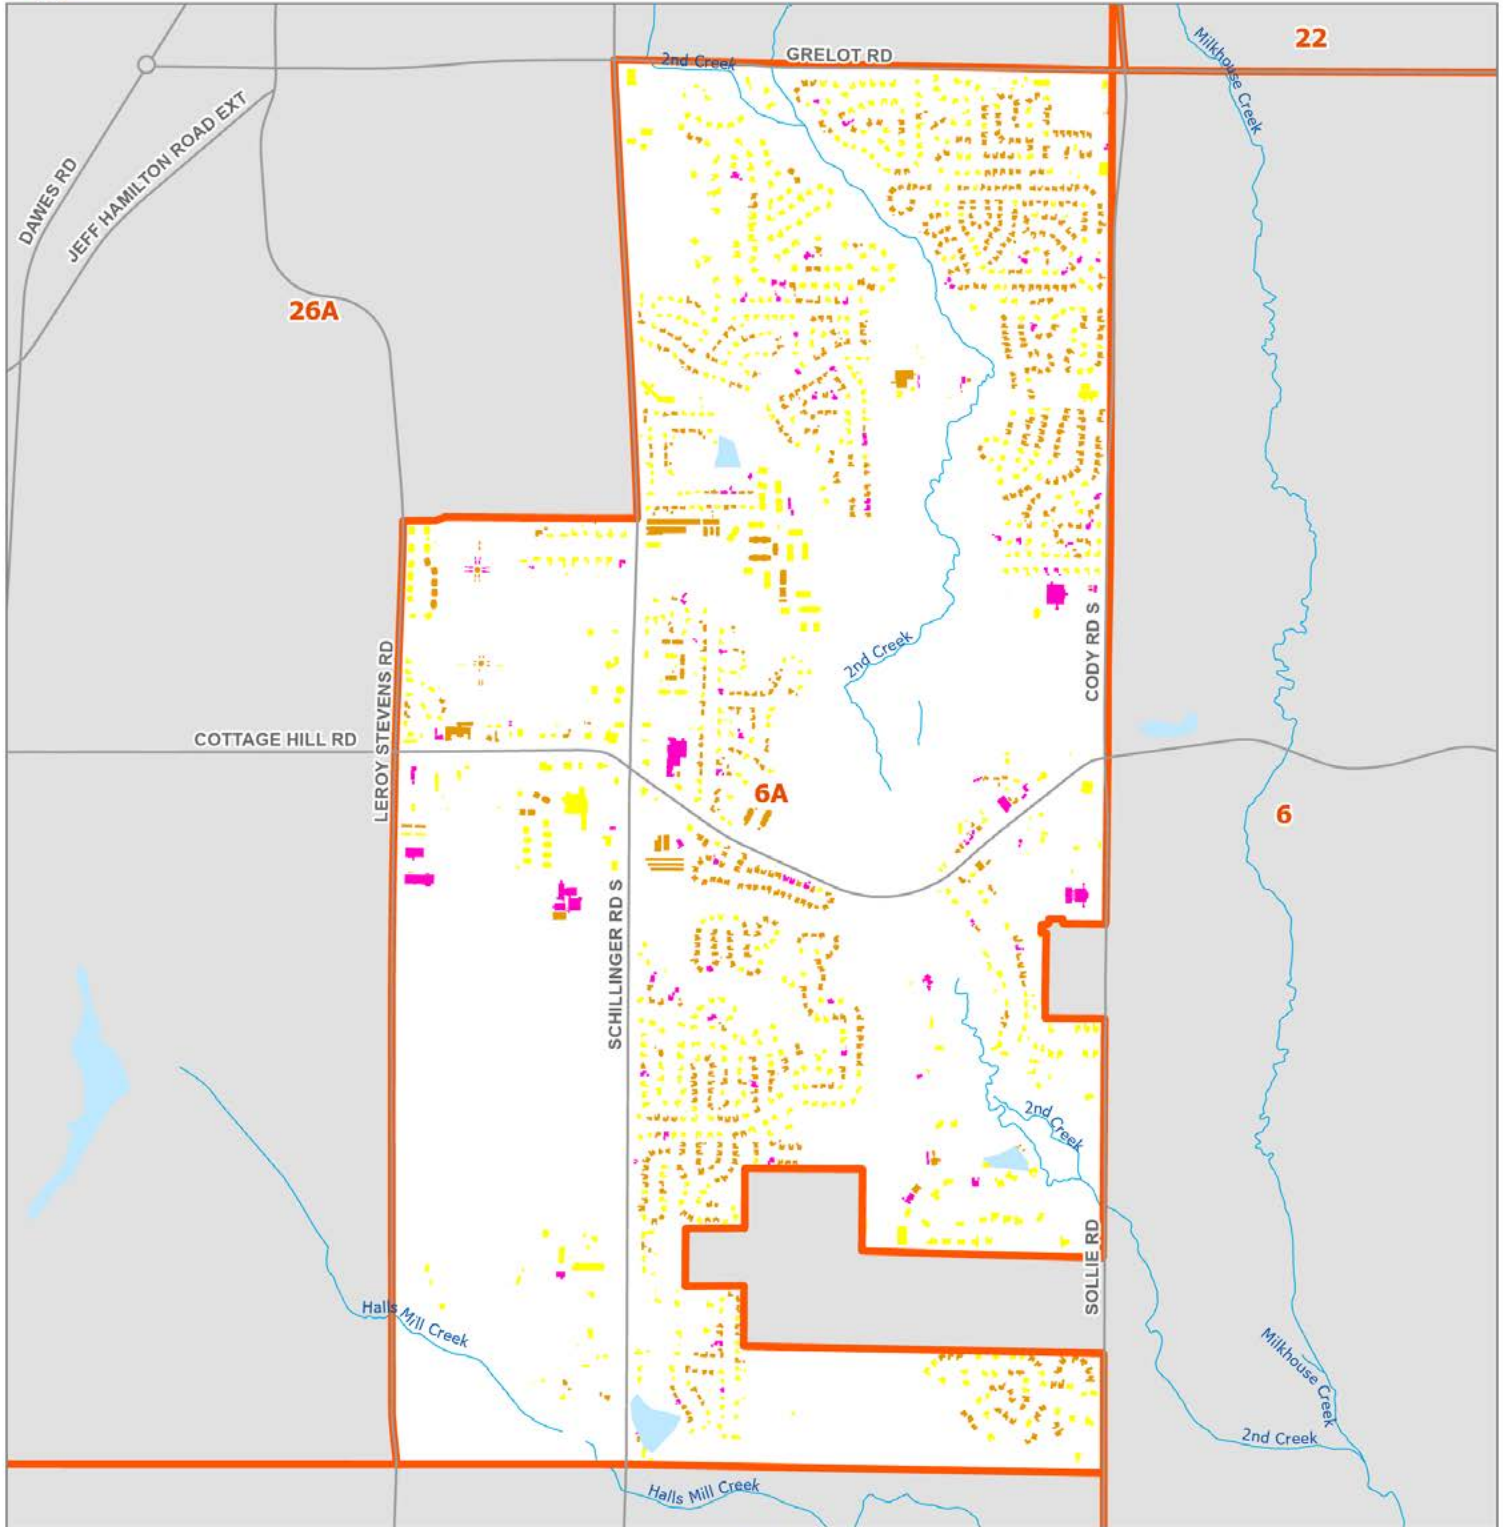 22
Milkhouse Creek
GRELOT RD
2nd Creek
JEFF HAMILTON ROAD EXT
DAWES RD
26A
2nd Creek
CODY RD S
LEROY STEVENS RD
COTTAGE HILL RD
6A
6
SCHILLINGER RD S
2nd Creek
SOLLIE RD
Halls Mill Creek
Milkhouse Creek
2nd Creek
Halls Mill Creek